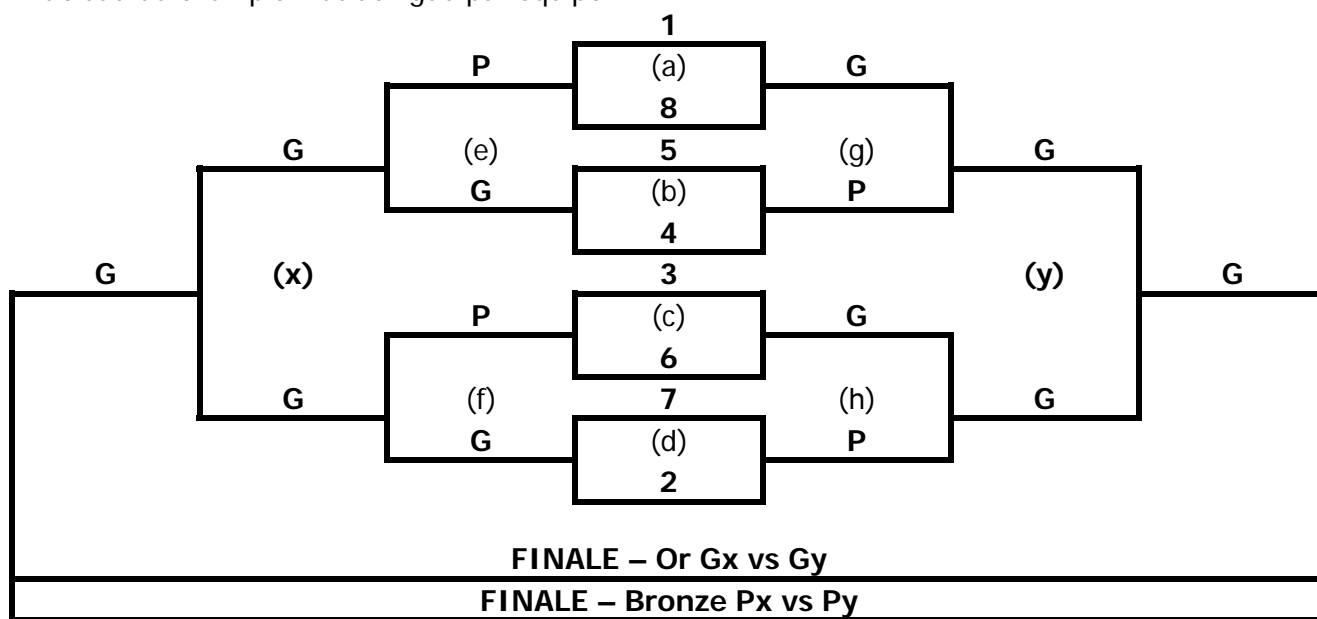 1
P (a) G
8
G (e) 5 (g) G
G (b) P
4
G (x) 3 (y) G
P (c) G
6
G (f) 7 (h) G
G (d) P
2
FINALE – Or Gx vs Gy
FINALE – Bronze Px vs Py